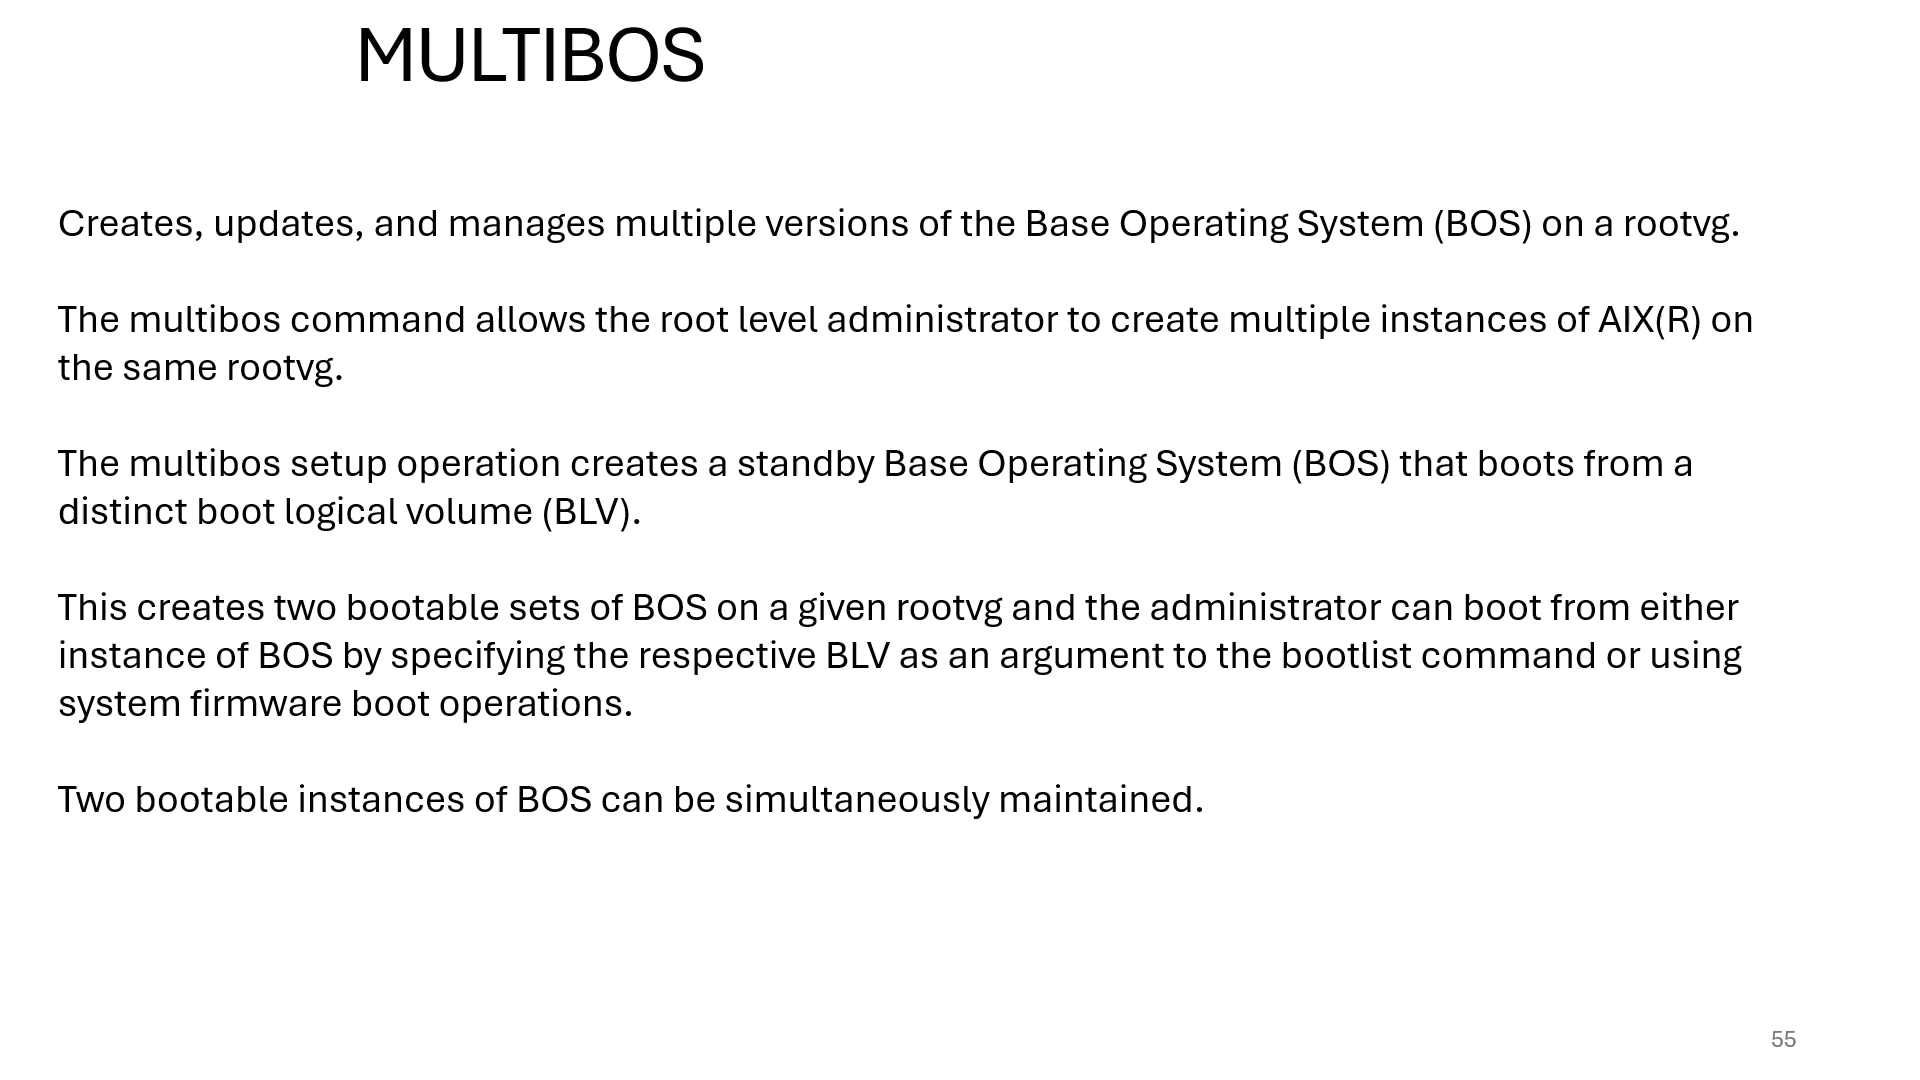 MULTIBOS
Creates, updates, and manages multiple versions of the Base Operating System (BOS) on a rootvg.
The multibos command allows the root level administrator to create multiple instances of AIX(R) on
the same rootvg.
The multibos setup operation creates a standby Base Operating System (BOS) that boots from a
distinct boot logical volume (BLV).
This creates two bootable sets of BOS on a given rootvg and the administrator can boot from either
instance of BOS by specifying the respective BLV as an argument to the bootlist command or using
system firmware boot operations.
Two bootable instances of BOS can be simultaneously maintained.
55